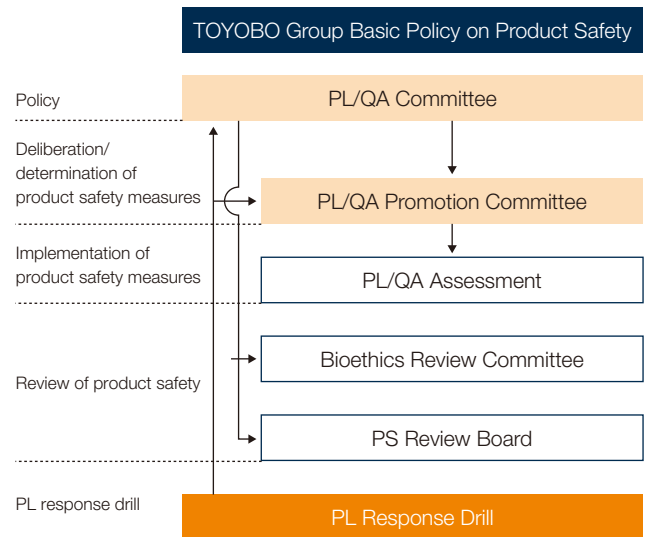 TOYOBO Group Basic Policy on Product Safety
Policy
PL/QA Committee
Deliberation/
determination of
product safety measures
PL/QA Promotion Committee
Implementation of
product safety measures
PL/QA Assessment
Bioethics Review Committee
Review of product safety
PS Review Board
PL response drill
PL Response Drill